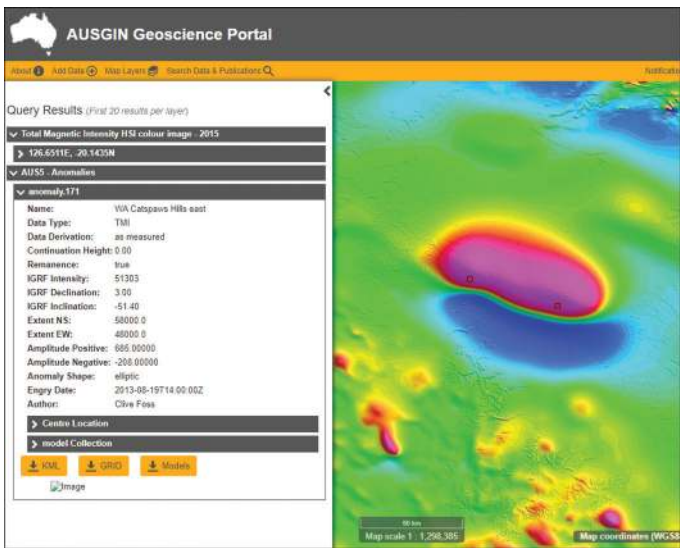 AUSGIN Geoscience Portal
About Add Data Map Layers Search Data & Publications Notificatio
Query Results (First 20 results per layer)
Total Magnetic Intensity HSI colour image - 2015
126.6511E, -20.1435N
AUS5 - Anomalies
anomaly.171
Name: WA Catspaws Hills east
Data Type: TMI
Data Derivation: as measured
Continuation Height: 0.00
Remanence: true
IGRF Intensity: 51303
IGRF Declination: 3.00
IGRF Inclination: -51.40
Extent NS: 58000.0
Extent EW: 48000.0
Amplitude Positive: 685.00000
Amplitude Negative: -208.00000
Anomaly Shape: elliptic
Engry Date: 2013-08-19T14:00:00Z
Author: Clive Foss
Centre Location
model Collection
KML GRID Models
Image
km
Map scale 1 : 1,298,385
Map coordinates (WGS8